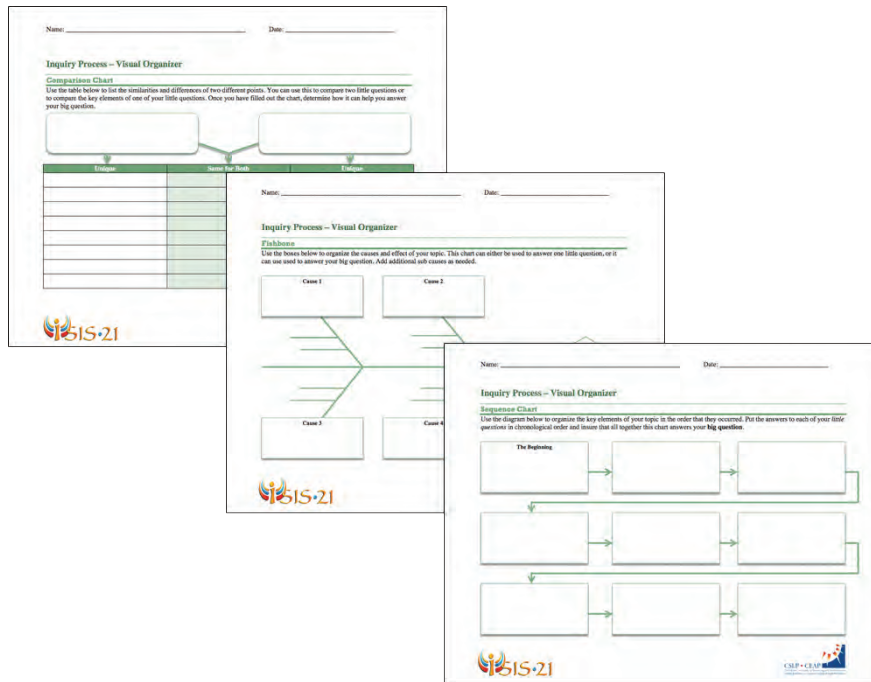 Name: Date:
Inquiry Process – Visual Organizer
Comparison Chart
Use the table below to list the similarities and differences of two different points. You can use this to compare two little questions or
to compare the key elements of one of your little questions. Once you have filled out the chart, determine how it can help you answer
your big question.
Unique Same for Both Unique
ISIS·21
Name: Date:
Inquiry Process – Visual Organizer
Fishbone
Use the boxes below to organize the causes and effect of your topic. This chart can either be used to answer one little question, or it
can use used to answer your big question. Add additional sub causes as needed.
Cause 1 Cause 2
Cause 3 Cause 4
ISIS·21
Name: Date:
Inquiry Process – Visual Organizer
Sequence Chart
Use the diagram below to organize the key elements of your topic in the order that they occurred. Put the answers to each of your little
questions in chronological order and insure that all together this chart answers your big question.
The Beginning
ISIS·21
CSLP • CEAP